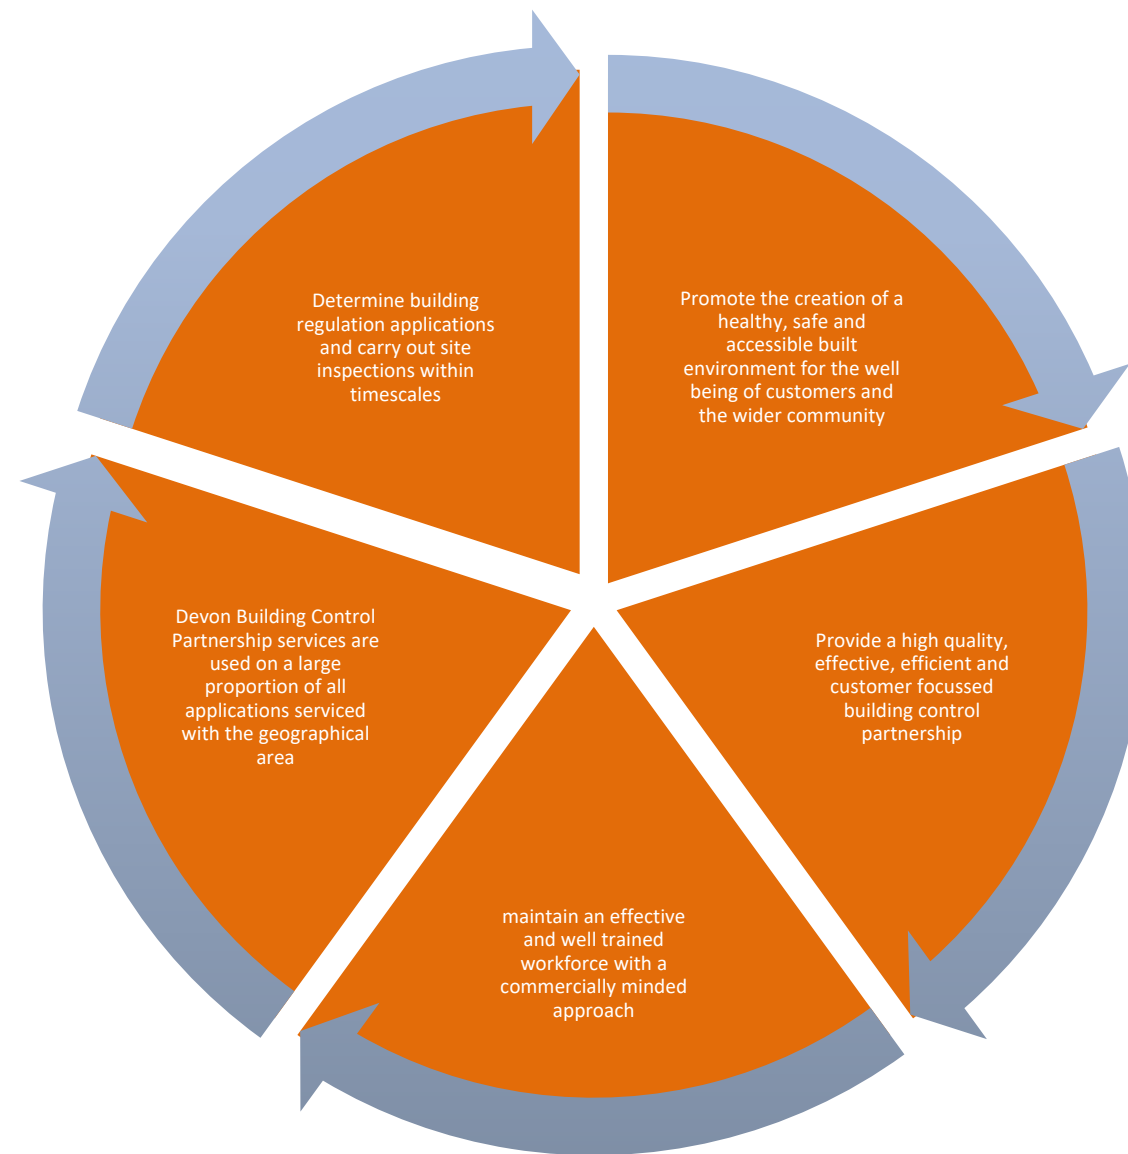 Promote the creation of a
healthy, safe and
accessible built
environment for the well
being of customers and
the wider community
Provide a high quality,
effective, efficient and
customer focussed
building control
partnership
maintain an effective
and well trained
workforce with a
commercially minded
approach
Devon Building Control
Partnership services are
used on a large
proportion of all
applications serviced
with the geographical
area
Determine building
regulation applications
and carry out site
inspections within
timescales